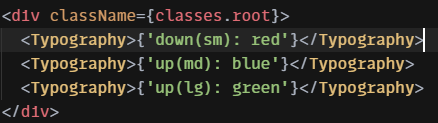 <div className={classes.root}>
  <Typography>{'down(sm): red'}</Typography>
  <Typography>{'up(md): blue'}</Typography>
  <Typography>{'up(lg): green'}</Typography>
</div>